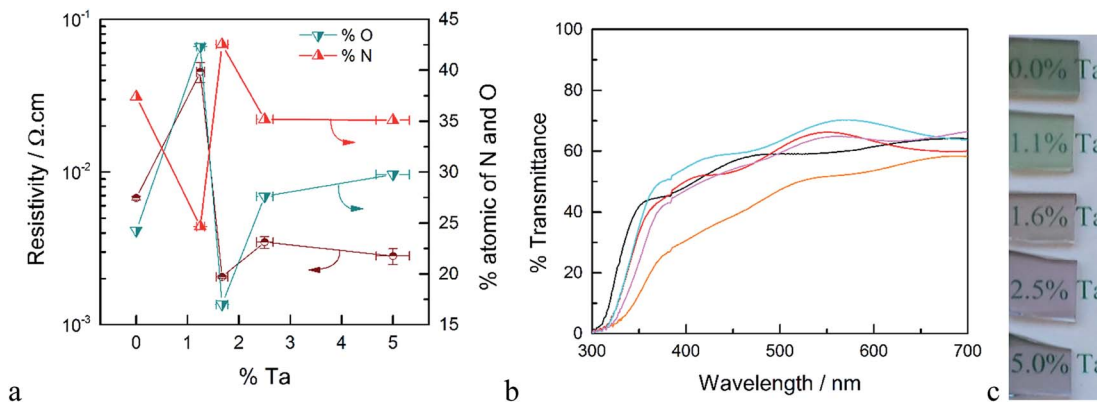 a
Resistivity / Ω.cm
10⁻¹
10⁻²
10⁻³
% O
% N
45
40
35
30
25
20
15
% atomic of N and O
0 1 2 3 4 5
% Ta
b
% Transmittance
100
80
60
40
20
0
300 400 500 600 700
Wavelength / nm
c
0.0% Ta
1.1% Ta
1.6% Ta
2.5% Ta
5.0% Ta